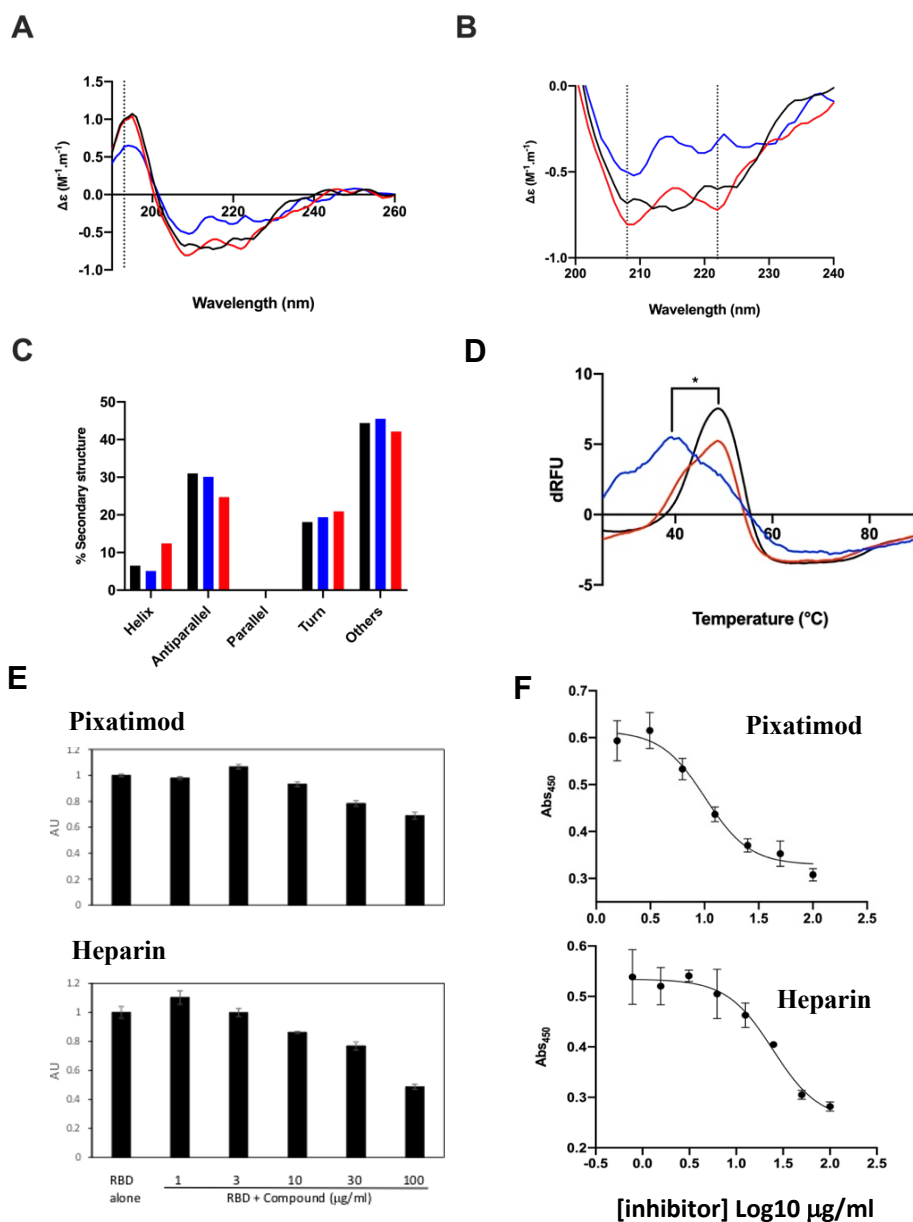 A
Δε (M⁻¹.m⁻¹)
1.5
1.0
0.5
0.0
-0.5
-1.0
200
220
240
260
Wavelength (nm)
B
Δε (M⁻¹.m⁻¹)
0.0
-0.5
-1.0
200
210
220
230
240
Wavelength (nm)
C
% Secondary structure
50
40
30
20
10
0
Helix
Antiparallel
Parallel
Turn
Others
D
dRFU
10
5
0
-5
*
40
60
80
Temperature (°C)
E
Pixatimod
AU
1.2
1
0.8
0.6
0.4
0.2
0
Heparin
AU
1.2
1
0.8
0.6
0.4
0.2
0
RBD
alone
1
3
10
30
100
RBD + Compound (µg/ml)
F
Pixatimod
Abs₄₅₀
0.7
0.6
0.5
0.4
0.3
0.0
0.5
1.0
1.5
2.0
2.5
Heparin
Abs₄₅₀
0.6
0.5
0.4
0.3
0.2
-0.5
0.0
0.5
1.0
1.5
2.0
2.5
[inhibitor] Log10 µg/ml